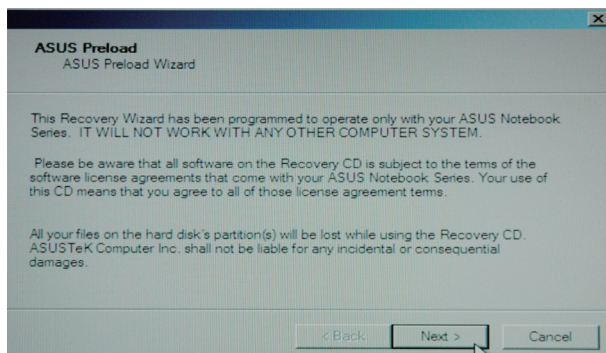 ASUS Preload
ASUS Preload Wizard
This Recovery Wizard has been programmed to operate only with your ASUS Notebook
Series. IT WILL NOT WORK WITH ANY OTHER COMPUTER SYSTEM.
Please be aware that all software on the Recovery CD is subject to the terms of the
software license agreements that come with your ASUS Notebook Series. Your use of
this CD means that you agree to all of those license agreement terms.
All your files on the hard disk's partition(s) will be lost while using the Recovery CD.
ASUSTeK Computer Inc. shall not be liable for any incidental or consequential
damages.
< Back Next > Cancel